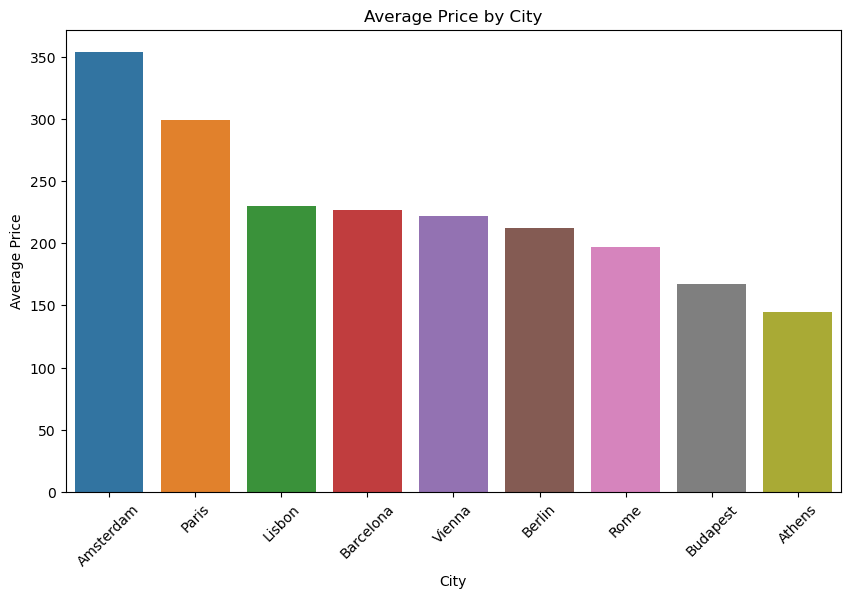 Average Price by City
Average Price
350
300
250
200
150
100
50
0
Amsterdam
Paris
Lisbon
Barcelona
Vienna
Berlin
Rome
Budapest
Athens
City